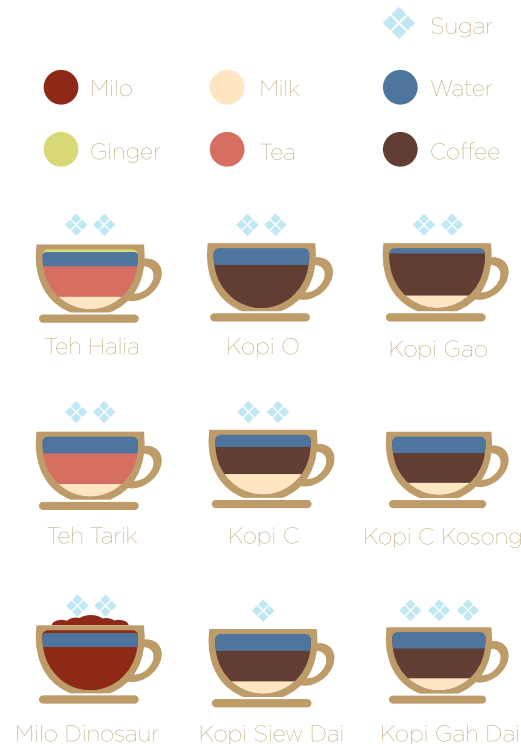 Sugar
Milo
Milk
Water
Ginger
Tea
Coffee
Teh Halia
Kopi O
Kopi Gao
Teh Tarik
Kopi C
Kopi C Kosong
Milo Dinosaur
Kopi Siew Dai
Kopi Gah Dai